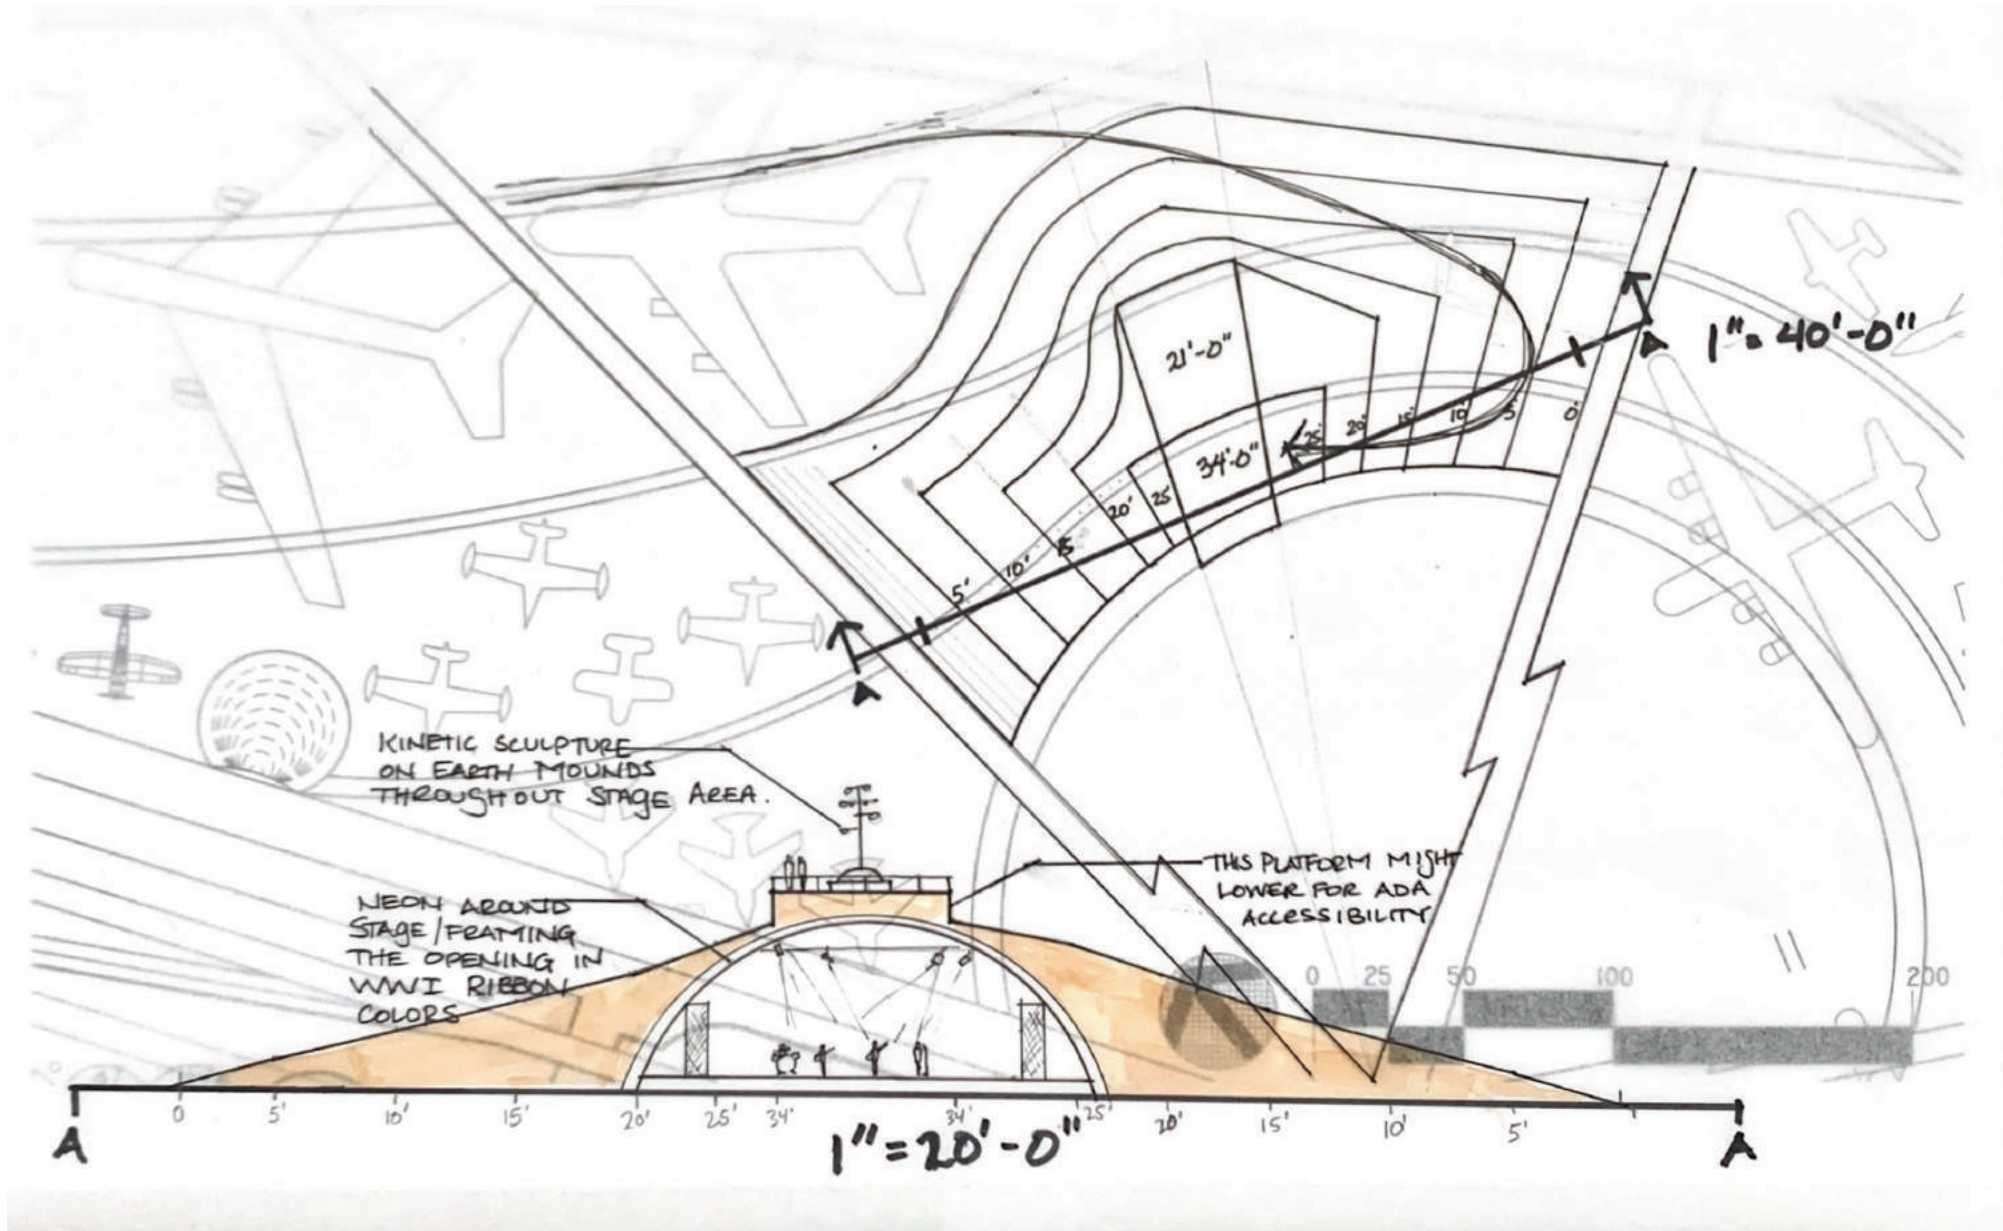 1"= 40'-0"
21'-0"
34'-0"
25'
20'
15'
10'
5'
0'
25'
20'
15
10'
5'
A
A
KINETIC SCULPTURE
ON EARTH MOUNDS
THROUGHOUT STAGE AREA.
THIS PLATFORM MIGHT
LOWER FOR ADA
ACCESSIBILITY
NEON AROUND
STAGE/FRAMING
THE OPENING IN
WWI RIBBON
COLORS
0 25 50 100 200
0 5' 10' 15' 20' 25' 34' 34' 25' 20' 15' 10' 5'
A A
1"=20'-0"